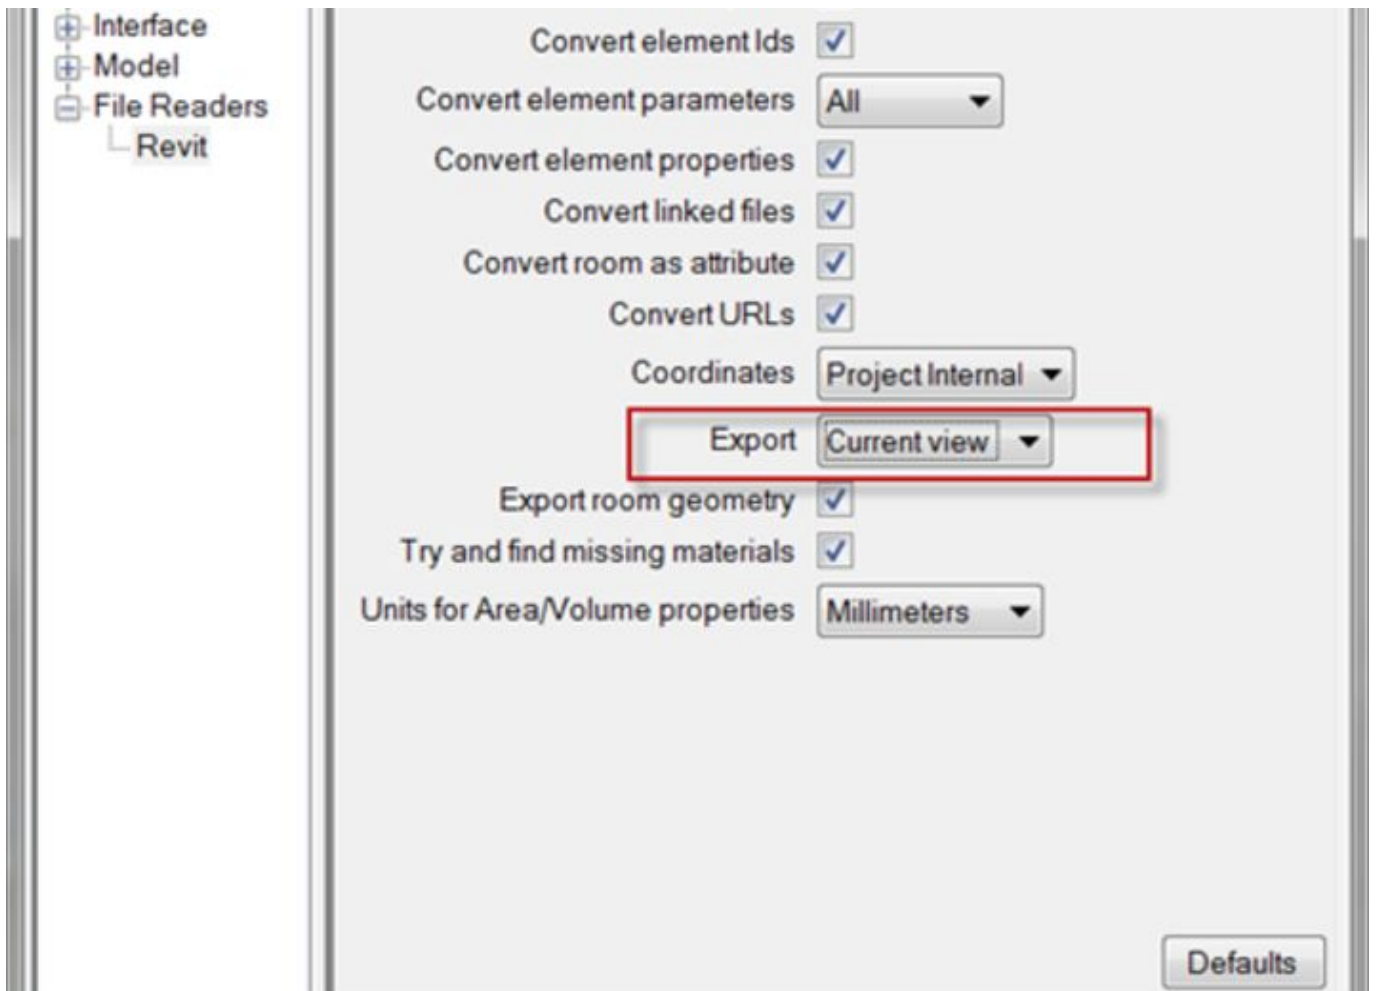 Interface
Model
File Readers
Revit
Convert element Ids
Convert element parameters All
Convert element properties
Convert linked files
Convert room as attribute
Convert URLs
Coordinates Project Internal
Export Current view
Export room geometry
Try and find missing materials
Units for Area/Volume properties Millimeters
Defaults